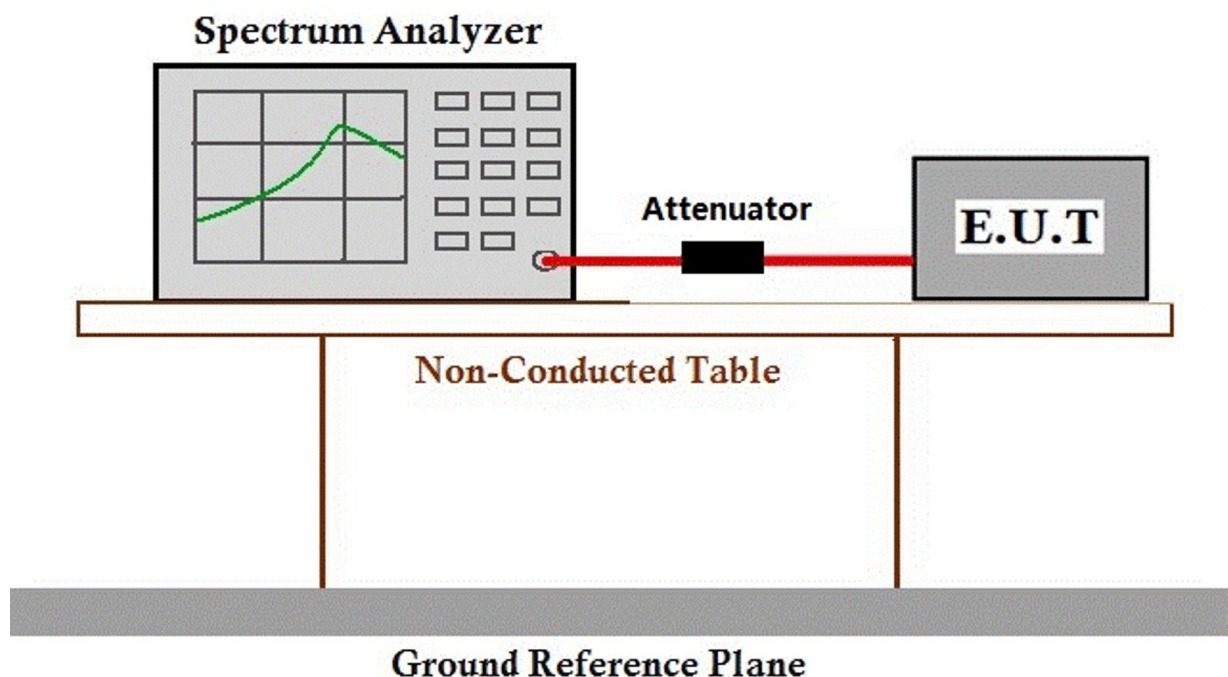 Spectrum Analyzer
Attenuator
E.U.T
Non-Conducted Table
Ground Reference Plane